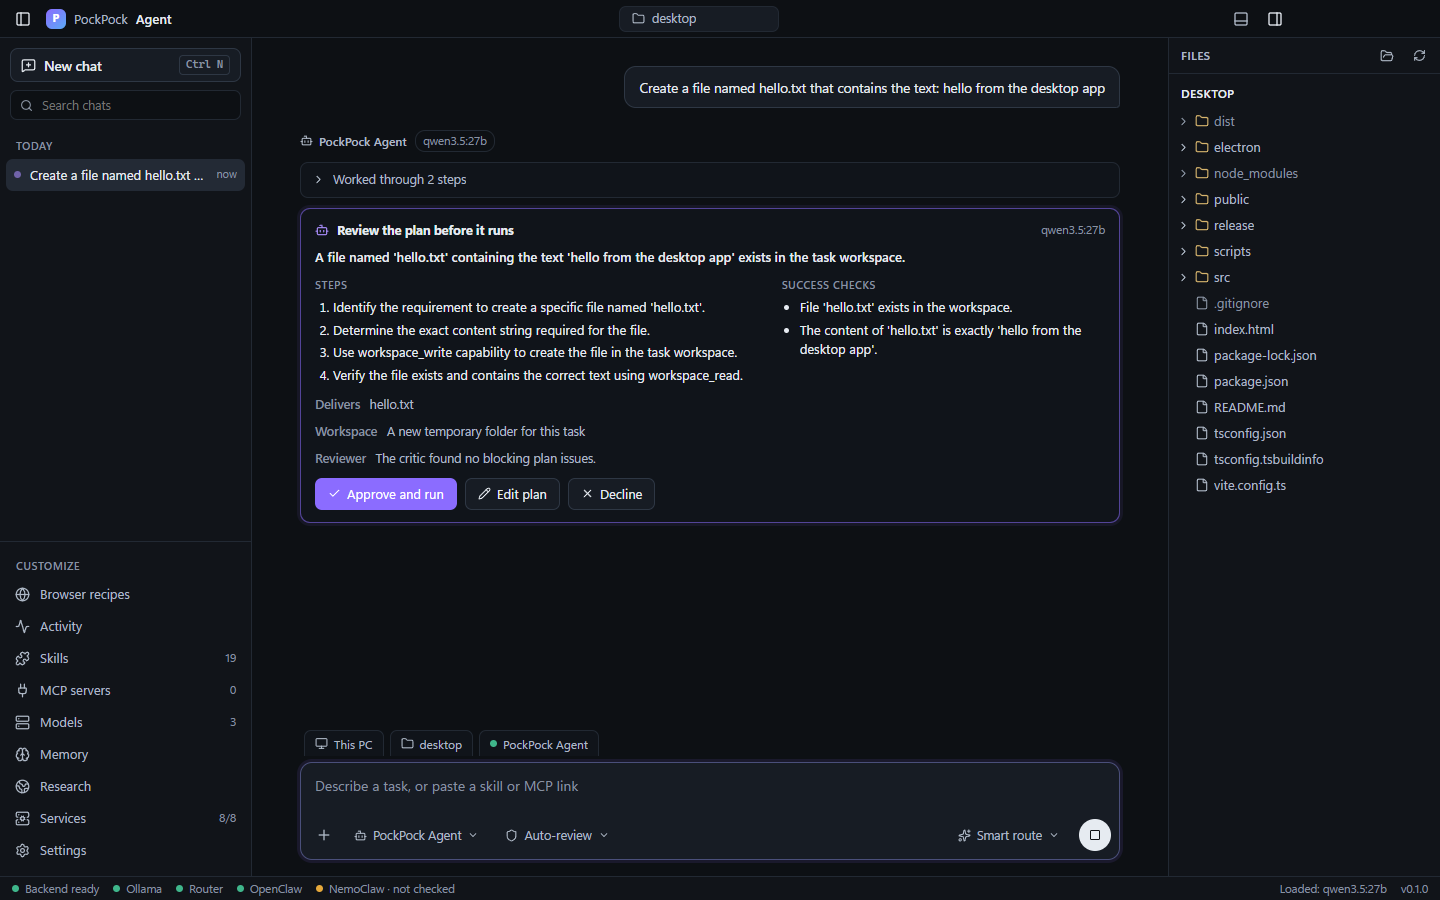 PockPock Agent
desktop
New chat
Ctrl N
Search chats
TODAY
Create a file named hello.txt ...
now
CUSTOMIZE
Browser recipes
Activity
Skills
19
MCP servers
0
Models
3
Memory
Research
Services
8/8
Settings
Create a file named hello.txt that contains the text: hello from the desktop app
PockPock Agent
qwen3.5:27b
Worked through 2 steps
Review the plan before it runs
qwen3.5:27b
A file named 'hello.txt' containing the text 'hello from the desktop app' exists in the task workspace.
STEPS
1. Identify the requirement to create a specific file named 'hello.txt'.
2. Determine the exact content string required for the file.
3. Use workspace_write capability to create the file in the task workspace.
4. Verify the file exists and contains the correct text using workspace_read.
SUCCESS CHECKS
• File 'hello.txt' exists in the workspace.
• The content of 'hello.txt' is exactly 'hello from the
desktop app'.
Delivers hello.txt
Workspace A new temporary folder for this task
Reviewer The critic found no blocking plan issues.
Approve and run
Edit plan
Decline
This PC
desktop
PockPock Agent
Describe a task, or paste a skill or MCP link
PockPock Agent
Auto-review
Smart route
FILES
DESKTOP
dist
electron
node_modules
public
release
scripts
src
.gitignore
index.html
package-lock.json
package.json
README.md
tsconfig.json
tsconfig.tsbuildinfo
vite.config.ts
Backend ready
Ollama
Router
OpenClaw
NemoClaw · not checked
Loaded: qwen3.5:27b
v0.1.0